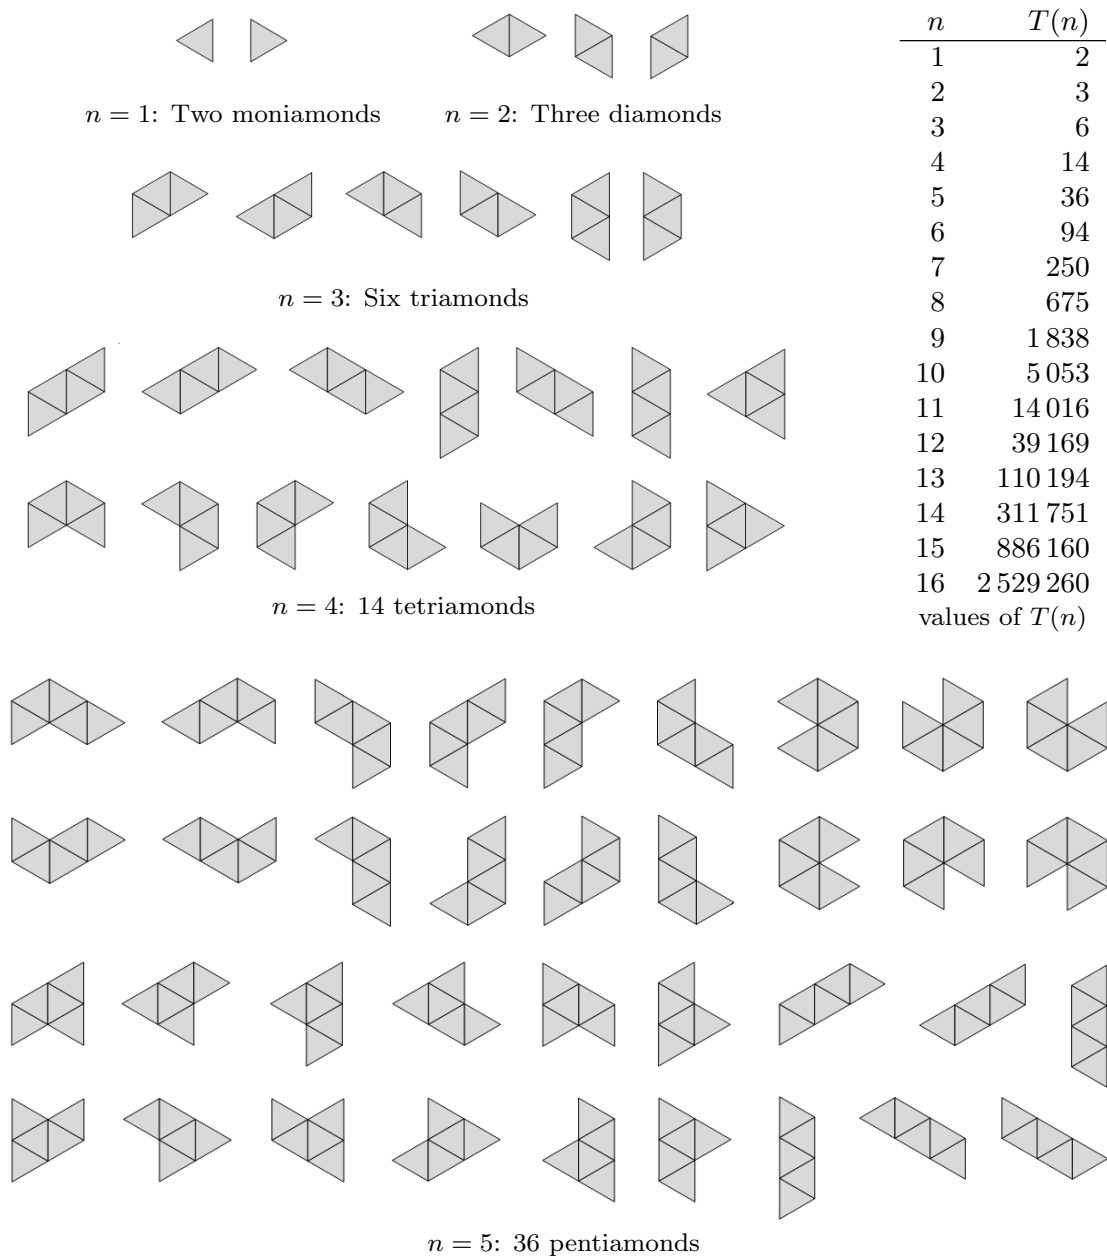 n = 1: Two moniamonds
n = 2: Three diamonds
n = 3: Six triamonds
n = 4: 14 tetriamonds
n = 5: 36 pentiamonds
n T(n)
1 2
2 3
3 6
4 14
5 36
6 94
7 250
8 675
9 1 838
10 5 053
11 14 016
12 39 169
13 110 194
14 311 751
15 886 160
16 2 529 260
values of T(n)